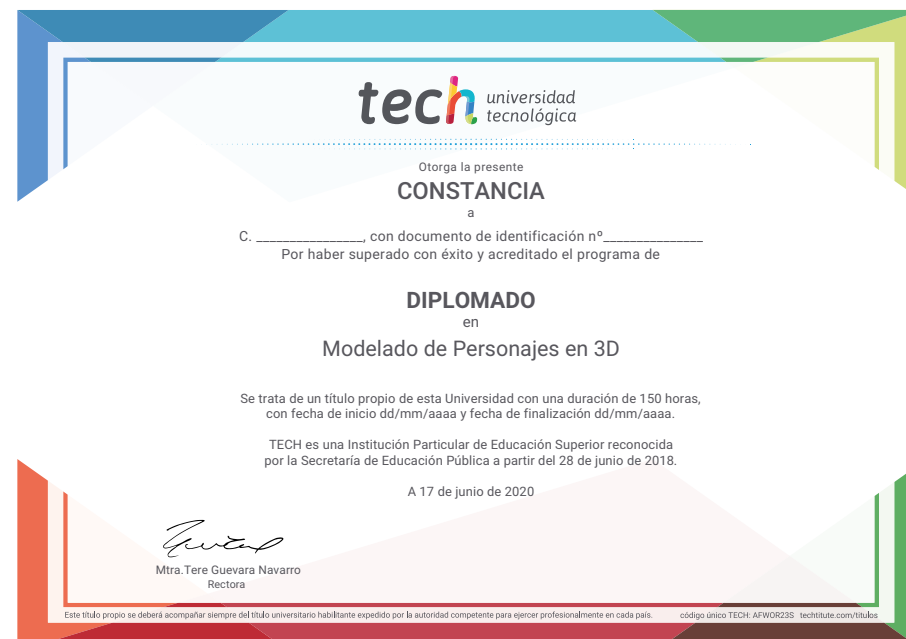 tech universidad
tecnológica
Otorga la presente
CONSTANCIA
a
C. ________________, con documento de identificación nº_______________
Por haber superado con éxito y acreditado el programa de
DIPLOMADO
en
Modelado de Personajes en 3D
Se trata de un título propio de esta Universidad con una duración de 150 horas,
con fecha de inicio dd/mm/aaaa y fecha de finalización dd/mm/aaaa.
TECH es una Institución Particular de Educación Superior reconocida
por la Secretaría de Educación Pública a partir del 28 de junio de 2018.
A 17 de junio de 2020
Mtra.Tere Guevara Navarro
Rectora
Este título propio se deberá acompañar siempre del título universitario habilitante expedido por la autoridad competente para ejercer profesionalmente en cada país. código único TECH: AFWOR23S techtitute.com/titulos